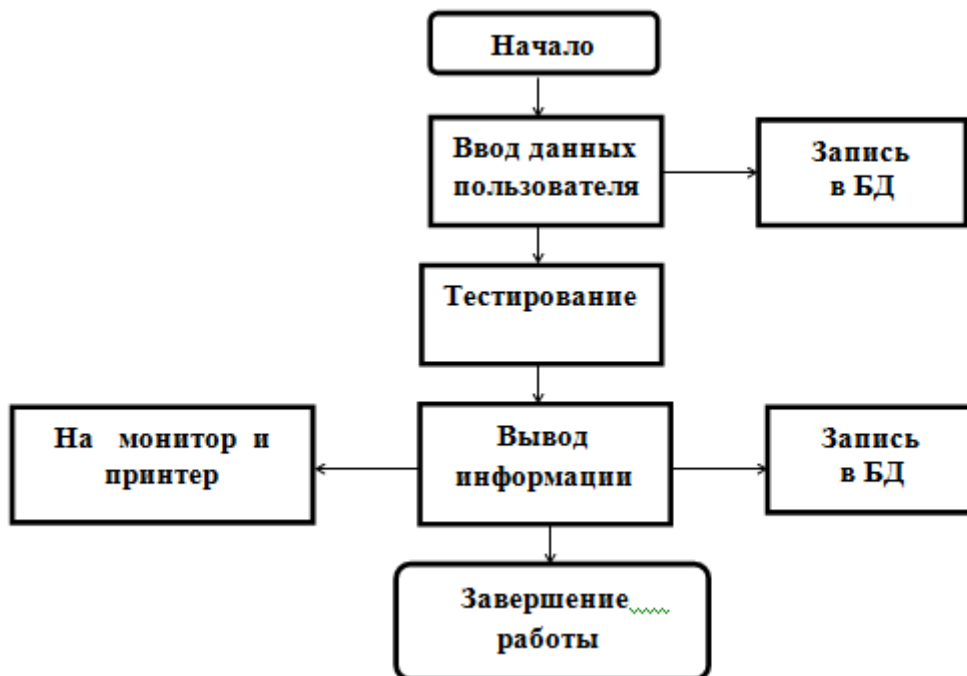 Начало
Ввод данных
пользователя
Запись
в БД
Тестирование
На монитор и
принтер
Вывод
информации
Запись
в БД
Завершение
работы